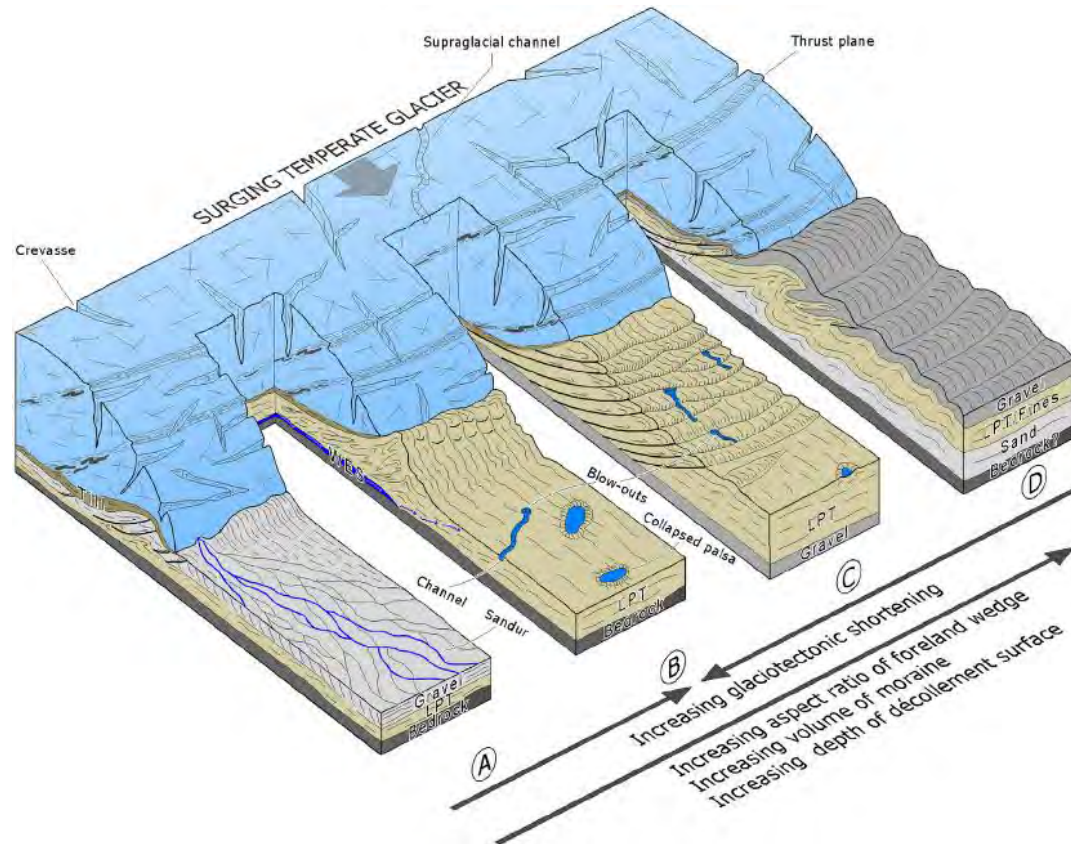 Supraglacial channel
Thrust plane
SURGING TEMPERATE GLACIER
Crevasse
Till
WBS
Blow-outs
Collapsed palsa
Channel
Sandur
Gravel
LPT
Bedrock
LPT
Bedrock
LPT
Gravel
Gravel
LPT/Fines
Sand
Bedrock?
A
B
C
D
Increasing glaciotectonic shortening
Increasing aspect ratio of foreland wedge
Increasing volume of moraine
Increasing depth of décollement surface